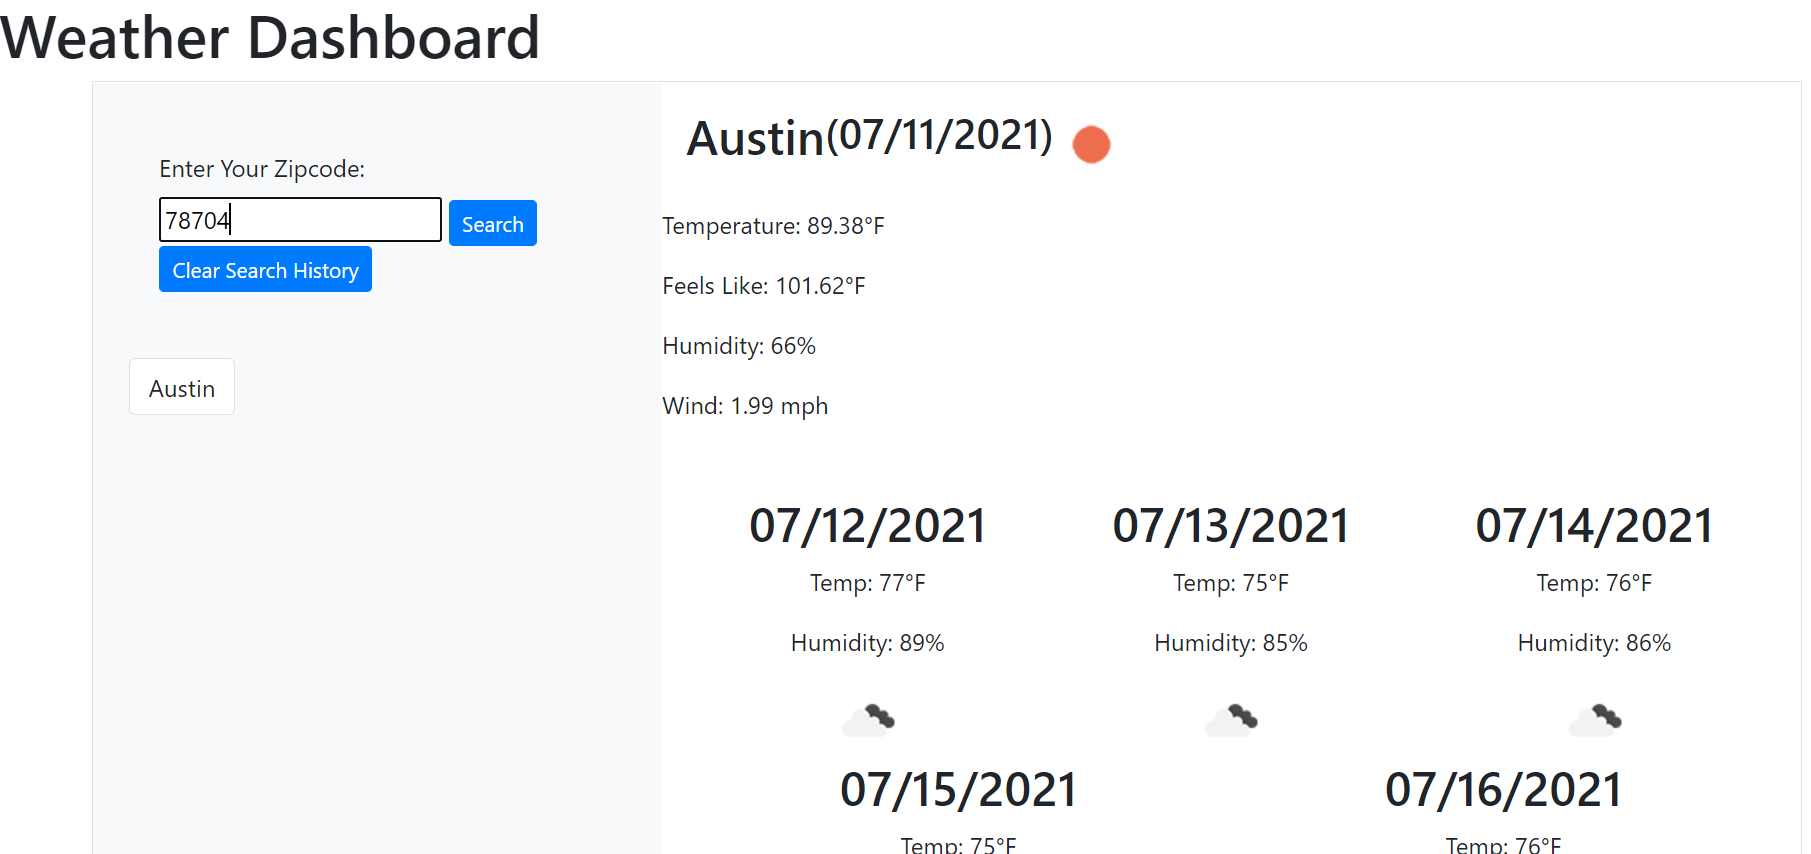 Weather Dashboard
Enter Your Zipcode:
78704
Search
Clear Search History
Austin
Austin(07/11/2021)
Temperature: 89.38°F
Feels Like: 101.62°F
Humidity: 66%
Wind: 1.99 mph
07/12/2021
Temp: 77°F
Humidity: 89%
07/13/2021
Temp: 75°F
Humidity: 85%
07/14/2021
Temp: 76°F
Humidity: 86%
07/15/2021
Temp: 75°F
07/16/2021
Temp: 76°F